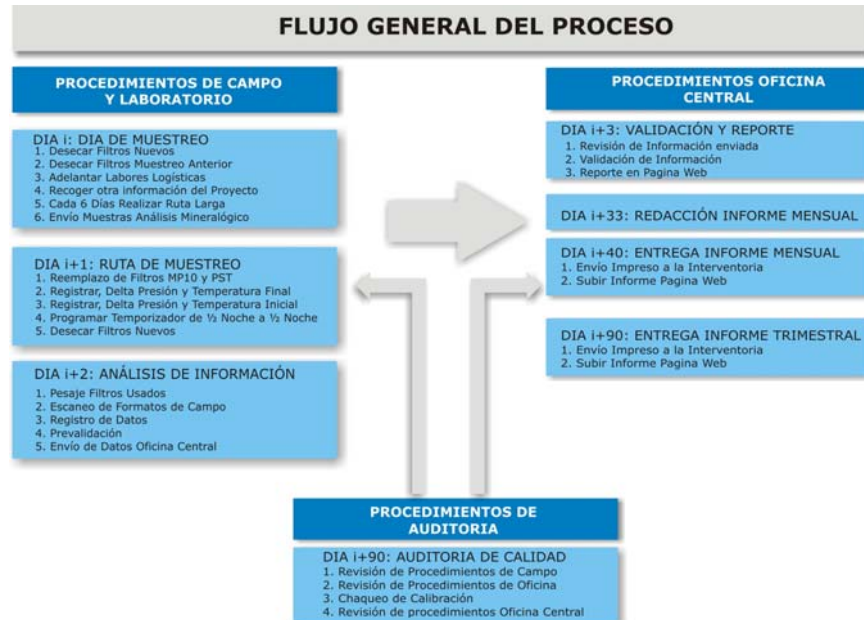 FLUJO GENERAL DEL PROCESO
PROCEDIMIENTOS DE CAMPO
Y LABORATORIO
DIA i: DIA DE MUESTREO
1. Desecar Filtros Nuevos
2. Desecar Filtros Muestreo Anterior
3. Adelantar Labores Logísticas
4. Recoger otra información del Proyecto
5. Cada 6 Días Realizar Ruta Larga
6. Envío Muestras Análisis Mineralógico
DIA i+1: RUTA DE MUESTREO
1. Reemplazo de Filtros MP10 y PST
2. Registrar, Delta Presión y Temperatura Final
3. Registrar, Delta Presión y Temperatura Inicial
4. Programar Temporizador de ½ Noche a ½ Noche
5. Desecar Filtros Nuevos
DIA i+2: ANÁLISIS DE INFORMACIÓN
1. Pesaje Filtros Usados
2. Escaneo de Formatos de Campo
3. Registro de Datos
4. Prevalidación
5. Envío de Datos Oficina Central
PROCEDIMIENTOS OFICINA
CENTRAL
DIA i+3: VALIDACIÓN Y REPORTE
1. Revisión de Información enviada
2. Validación de Información
3. Reporte en Pagina Web
DIA i+33: REDACCIÓN INFORME MENSUAL
DIA i+40: ENTREGA INFORME MENSUAL
1. Envío Impreso a la Interventoria
2. Subir Informe Pagina Web
DIA i+90: ENTREGA INFORME TRIMESTRAL
1. Envío Impreso a la Interventoria
2. Subir Informe Pagina Web
PROCEDIMIENTOS DE
AUDITORIA
DIA i+90: AUDITORIA DE CALIDAD
1. Revisión de Procedimientos de Campo
2. Revisión de Procedimientos de Oficina
3. Chaqueo de Calibración
4. Revisión de procedimientos Oficina Central